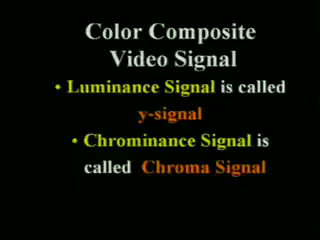 Color Composite
Video Signal
• Luminance Signal is called
y-signal
• Chrominance Signal is
called Chroma Signal